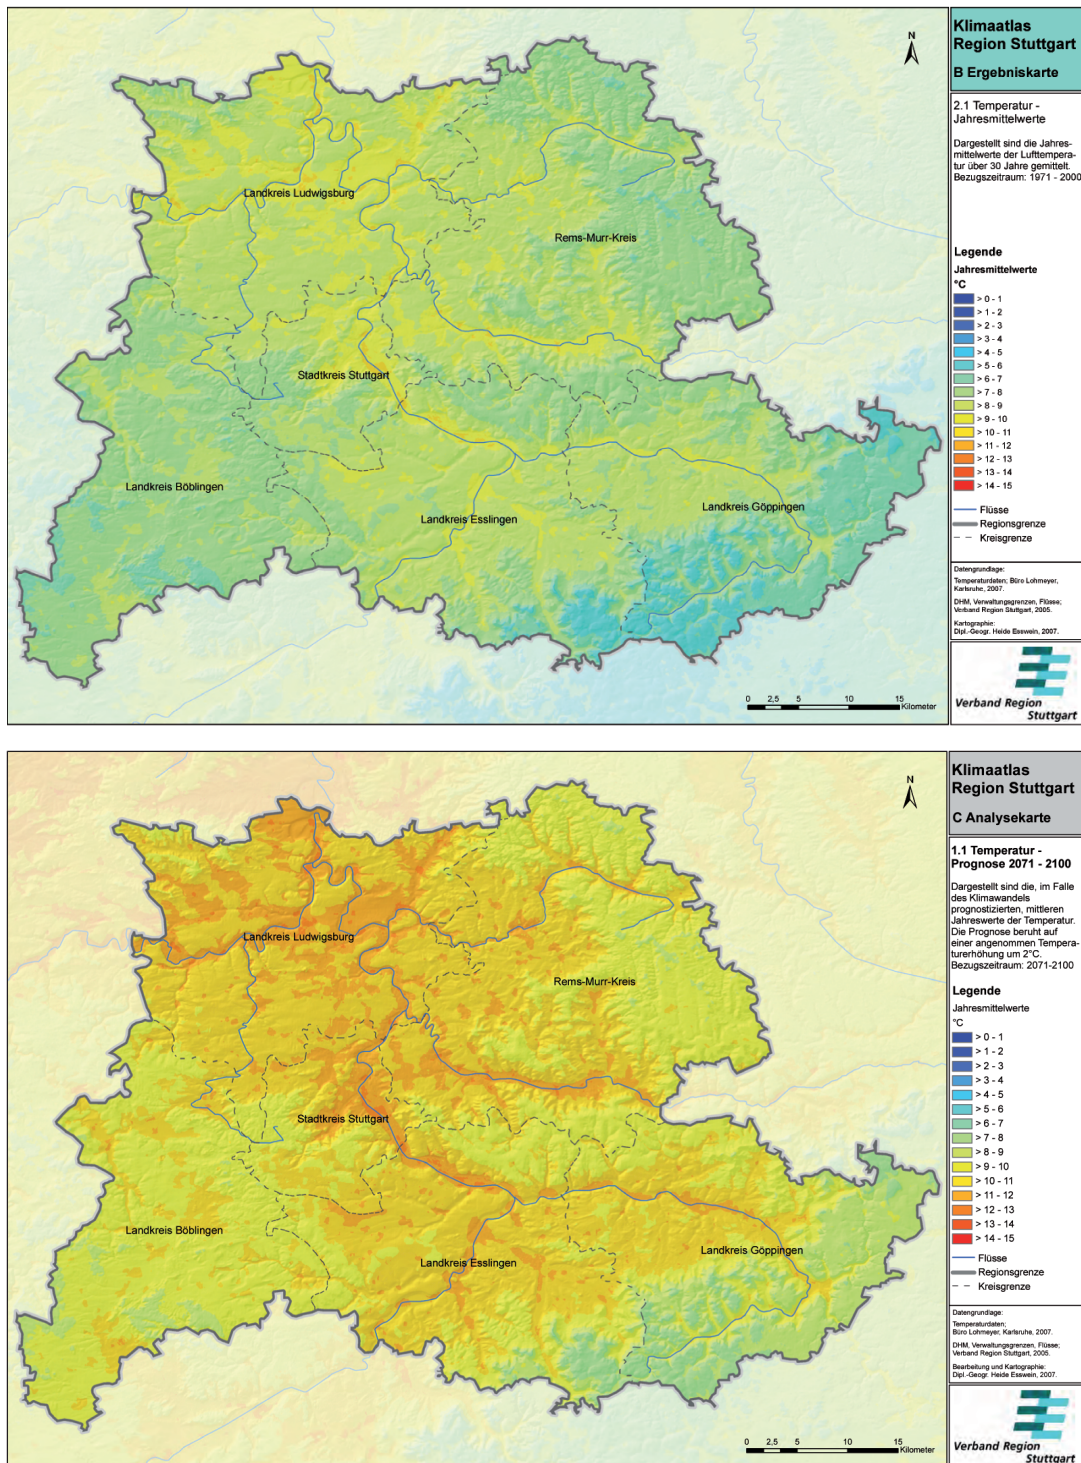 N
Landkreis Ludwigsburg
Rems-Murr-Kreis
Stadtkreis Stuttgart
Landkreis Böblingen
Landkreis Esslingen
Landkreis Göppingen
0 2,5 5 10 15
Kilometer
Klimaatlas
Region Stuttgart
B Ergebniskarte
2.1 Temperatur -
Jahresmittelwerte
Dargestellt sind die Jahres-
mittelwerte der Lufttempera-
tur über 30 Jahre gemittelt.
Bezugszeitraum: 1971 - 2000
Legende
Jahresmittelwerte
°C
> 0 - 1
> 1 - 2
> 2 - 3
> 3 - 4
> 4 - 5
> 5 - 6
> 6 - 7
> 7 - 8
> 8 - 9
> 9 - 10
> 10 - 11
> 11 - 12
> 12 - 13
> 13 - 14
> 14 - 15
Flüsse
Regionsgrenze
Kreisgrenze
Datengrundlage:
Temperaturdaten; Büro Lohmeyer,
Karlsruhe, 2007.
DHM, Verwaltungsgrenzen, Flüsse;
Verband Region Stuttgart, 2005.
Kartographie:
Dipl.-Geogr. Heide Esswein, 2007.
Verband Region
Stuttgart
N
Landkreis Ludwigsburg
Rems-Murr-Kreis
Stadtkreis Stuttgart
Landkreis Böblingen
Landkreis Esslingen
Landkreis Göppingen
0 2,5 5 10 15
Kilometer
Klimaatlas
Region Stuttgart
C Analysekarte
1.1 Temperatur -
Prognose 2071 - 2100
Dargestellt sind die, im Falle
des Klimawandels
prognostizierten, mittleren
Jahreswerte der Temperatur.
Die Prognose beruht auf
einer angenommen Tempera-
turerhöhung um 2°C.
Bezugszeitraum: 2071-2100
Legende
Jahresmittelwerte
°C
> 0 - 1
> 1 - 2
> 2 - 3
> 3 - 4
> 4 - 5
> 5 - 6
> 6 - 7
> 7 - 8
> 8 - 9
> 9 - 10
> 10 - 11
> 11 - 12
> 12 - 13
> 13 - 14
> 14 - 15
Flüsse
Regionsgrenze
Kreisgrenze
Datengrundlage:
Temperaturdaten;
Büro Lohmeyer, Karlsruhe, 2007.
DHM, Verwaltungsgrenzen, Flüsse;
Verband Region Stuttgart, 2005.
Bearbeitung und Kartographie:
Dipl.-Geogr. Heide Esswein, 2007.
Verband Region
Stuttgart